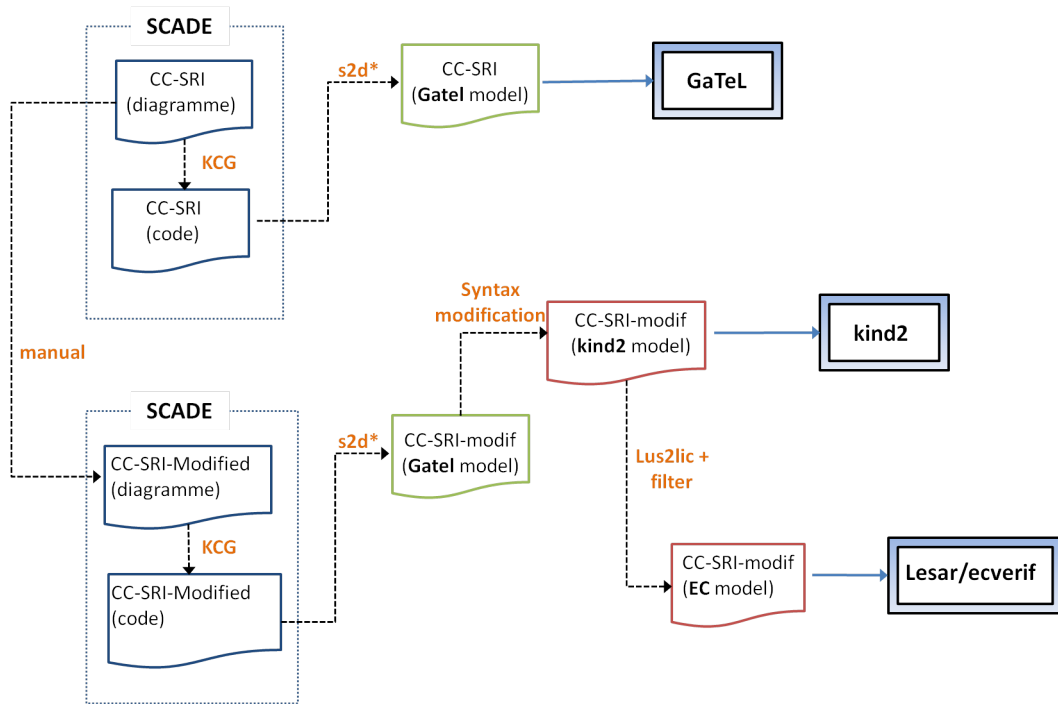 SCADE
CC-SRI
(diagramme)
KCG
CC-SRI
(code)
s2d*
CC-SRI
(Gatel model)
GaTeL
manual
SCADE
CC-SRI-Modified
(diagramme)
KCG
CC-SRI-Modified
(code)
s2d*
CC-SRI-modif
(Gatel model)
Syntax
modification
CC-SRI-modif
(kind2 model)
kind2
Lus2lic +
filter
CC-SRI-modif
(EC model)
Lesar/ecverif